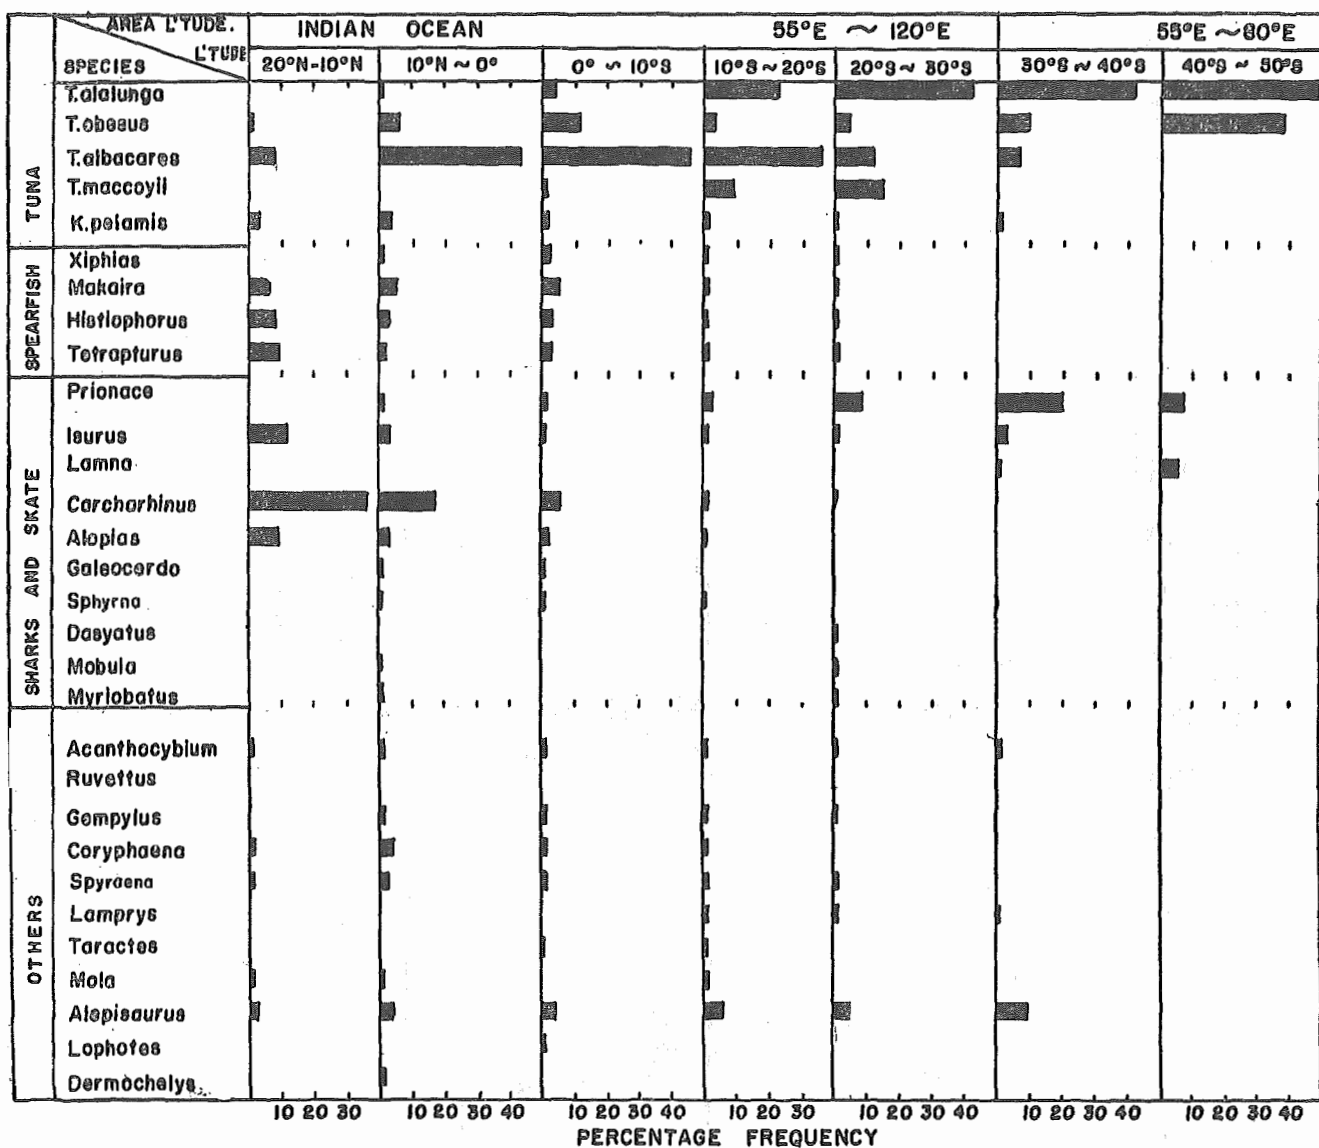 AREA L'TUDE.
L'TUDE
SPECIES
INDIAN OCEAN 55°E ~ 120°E 55°E ~ 80°E
20°N-10°N 10°N ~ 0° 0° ~ 10°S 10°S ~ 20°S 20°S ~ 30°S 30°S ~ 40°S 40°S ~ 50°S
TUNA
T.alalunga
T.obesus
T.albacares
T.maccoyii
K.pelamis
SPEARFISH
Xiphias
Makaira
Histiophorus
Tetrapturus
SHARKS AND SKATE
Prionace
Isurus
Lamna
Carcharhinus
Alopias
Galeocerdo
Sphyrna
Dasyatus
Mobula
Myliobatus
OTHERS
Acanthocybium
Ruvettus
Gempylus
Coryphaena
Spyraena
Lamprys
Taractes
Mola
Alepisaurus
Lophotes
Dermochelys
10 20 30 10 20 30 40 10 20 30 40 10 20 30 10 20 30 40 10 20 30 40 10 20 30 40
PERCENTAGE FREQUENCY